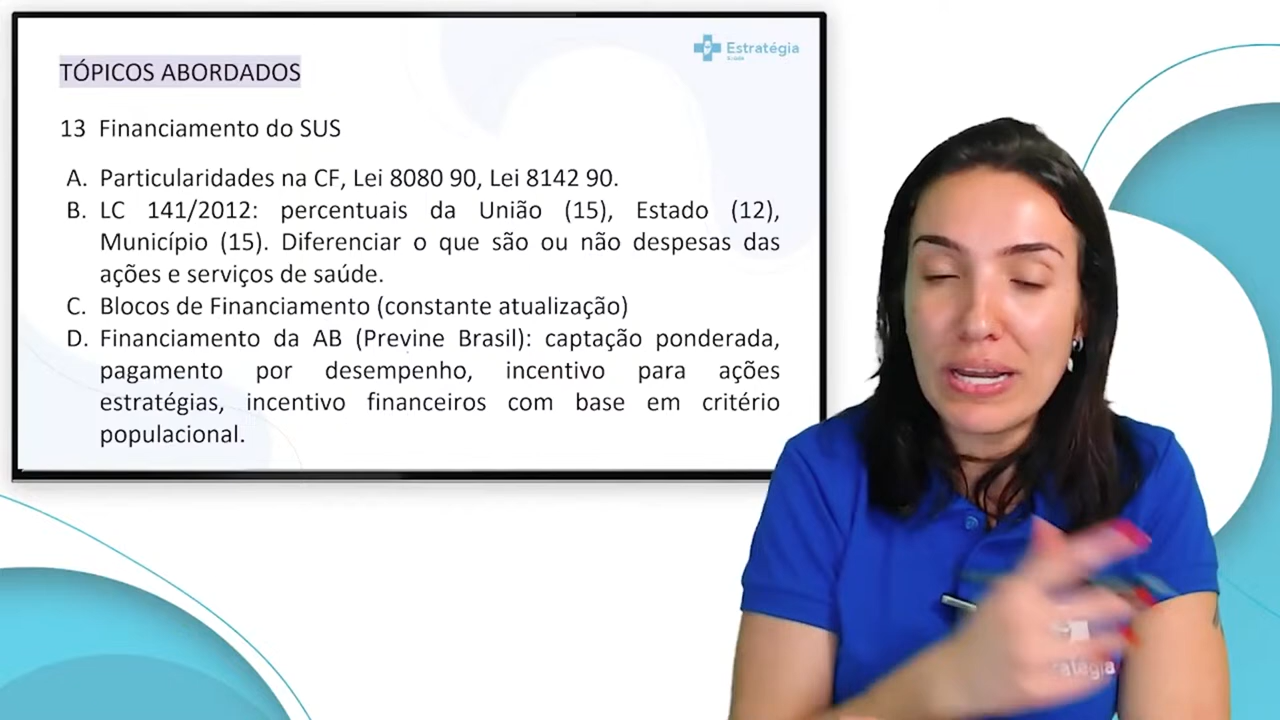 Estratégia
TÓPICOS ABORDADOS
13 Financiamento do SUS
A. Particularidades na CF, Lei 8080 90, Lei 8142 90.
B. LC 141/2012: percentuais da União (15), Estado (12),
Município (15). Diferenciar o que são ou não despesas das
ações e serviços de saúde.
C. Blocos de Financiamento (constante atualização)
D. Financiamento da AB (Previne Brasil): captação ponderada,
pagamento por desempenho, incentivo para ações
estratégias, incentivo financeiros com base em critério
populacional.